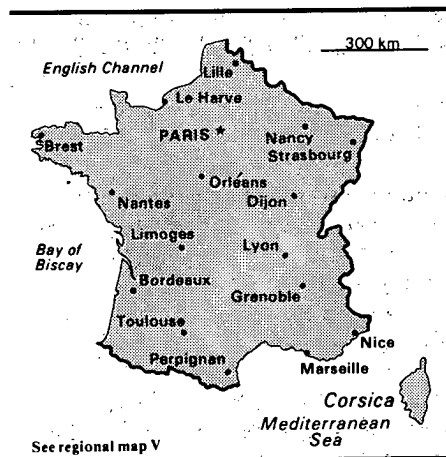 300 km
English Channel
Lille
Le Harve
PARIS
Nancy
Brest
Strasbourg
Orléans
Nantes
Dijon
Limoges
Lyon
Bay of
Biscay
Bordeaux
Grenoble
Toulouse
Nice
Perpignan
Marseille
Corsica
Mediterranean
Sea
See regional map V